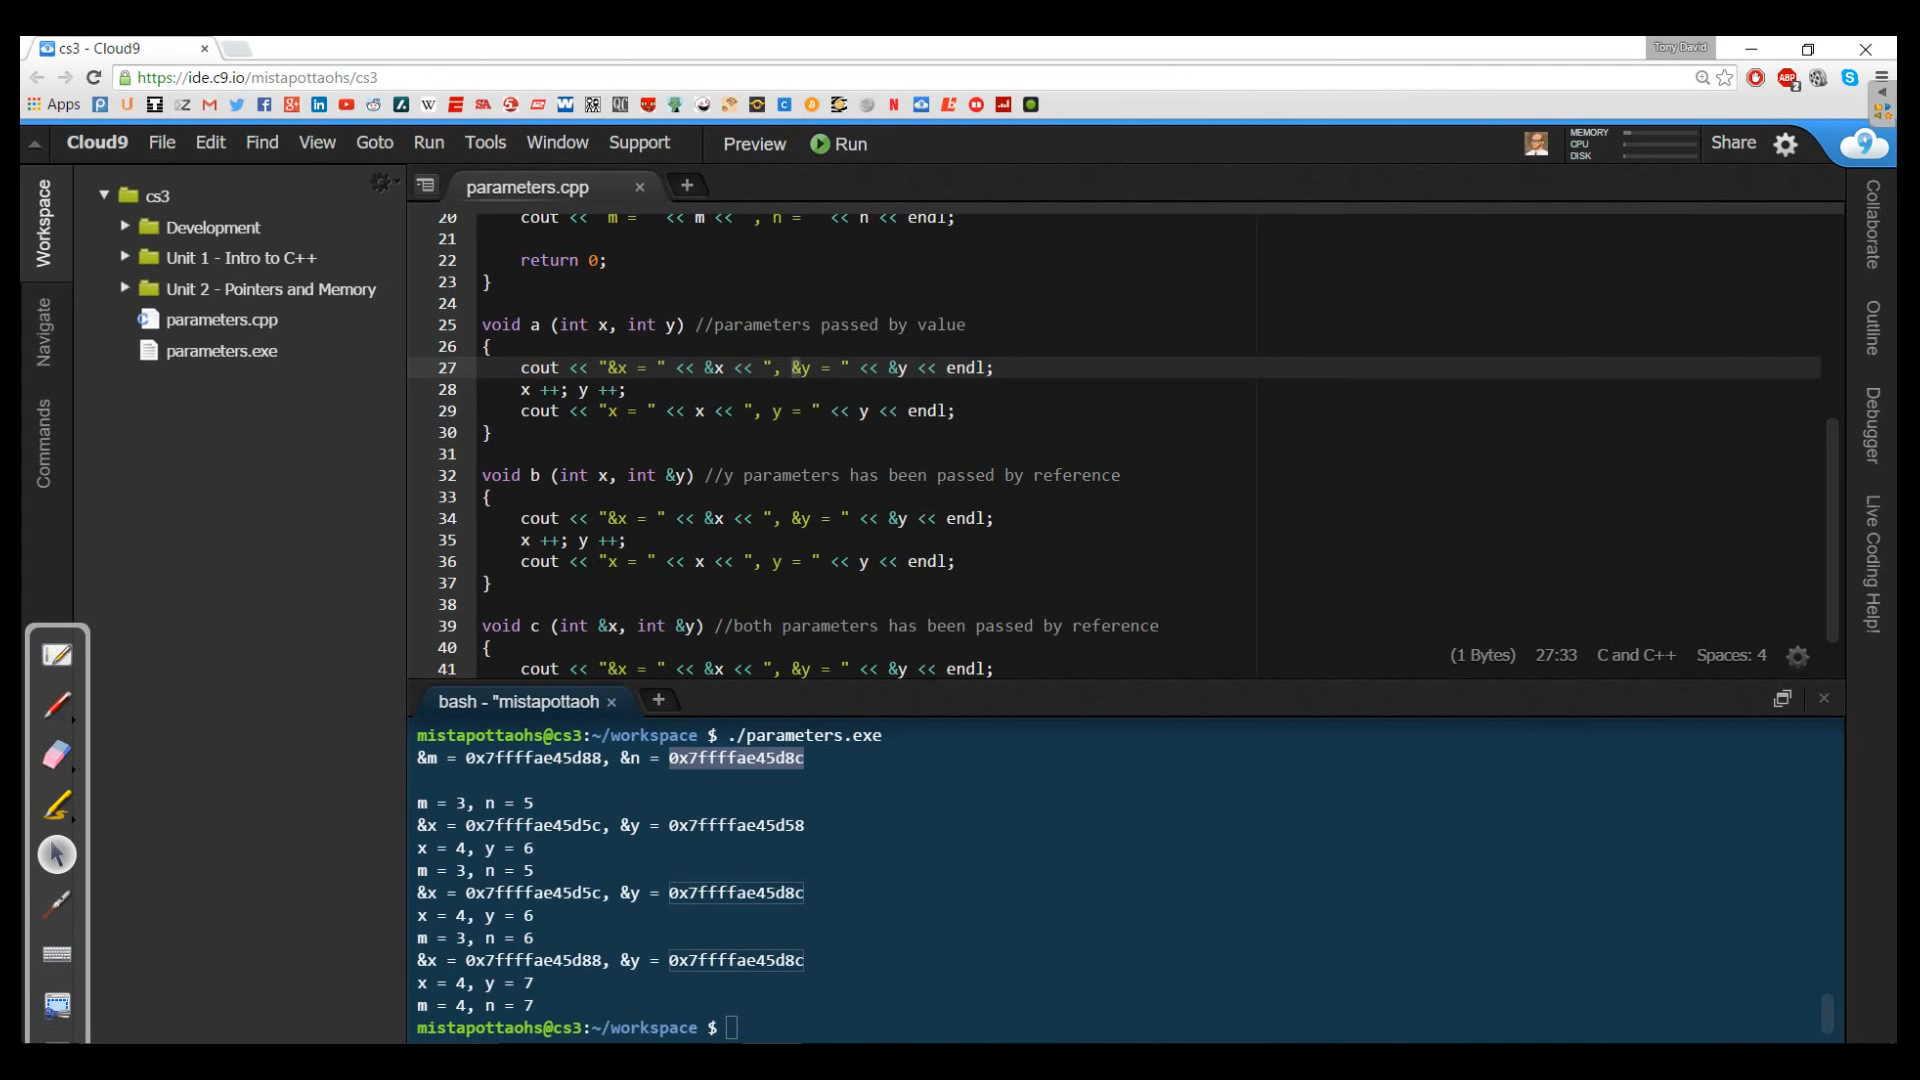 cs3 - Cloud9
Tony David
https://ide.c9.io/mistapottaohs/cs3
Apps
Cloud9 File Edit Find View Goto Run Tools Window Support Preview Run
MEMORY
CPU
DISK
Share
Workspace
Navigate
Commands
cs3
Development
Unit 1 - Intro to C++
Unit 2 - Pointers and Memory
parameters.cpp
parameters.exe
parameters.cpp
20 cout << m = << m << , n = << n << endl;
21
22 return 0;
23 }
24
25 void a (int x, int y) //parameters passed by value
26 {
27 cout << "&x = " << &x << ", &y = " << &y << endl;
28 x ++; y ++;
29 cout << "x = " << x << ", y = " << y << endl;
30 }
31
32 void b (int x, int &y) //y parameters has been passed by reference
33 {
34 cout << "&x = " << &x << ", &y = " << &y << endl;
35 x ++; y ++;
36 cout << "x = " << x << ", y = " << y << endl;
37 }
38
39 void c (int &x, int &y) //both parameters has been passed by reference
40 {
41 cout << "&x = " << &x << ", &y = " << &y << endl;
(1 Bytes) 27:33 C and C++ Spaces: 4
Collaborate
Outline
Debugger
Live Coding Help!
bash - "mistapottaoh
mistapottaohs@cs3:~/workspace $ ./parameters.exe
&m = 0x7ffffae45d88, &n = 0x7ffffae45d8c
m = 3, n = 5
&x = 0x7ffffae45d5c, &y = 0x7ffffae45d58
x = 4, y = 6
m = 3, n = 5
&x = 0x7ffffae45d5c, &y = 0x7ffffae45d8c
x = 4, y = 6
m = 3, n = 6
&x = 0x7ffffae45d88, &y = 0x7ffffae45d8c
x = 4, y = 7
m = 4, n = 7
mistapottaohs@cs3:~/workspace $